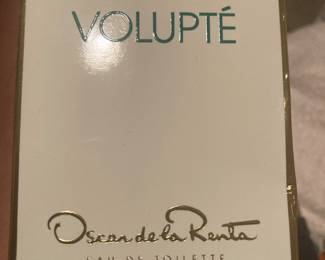 VOLUPTÉ
Oscar de la Renta
EAU DE TOILETTE